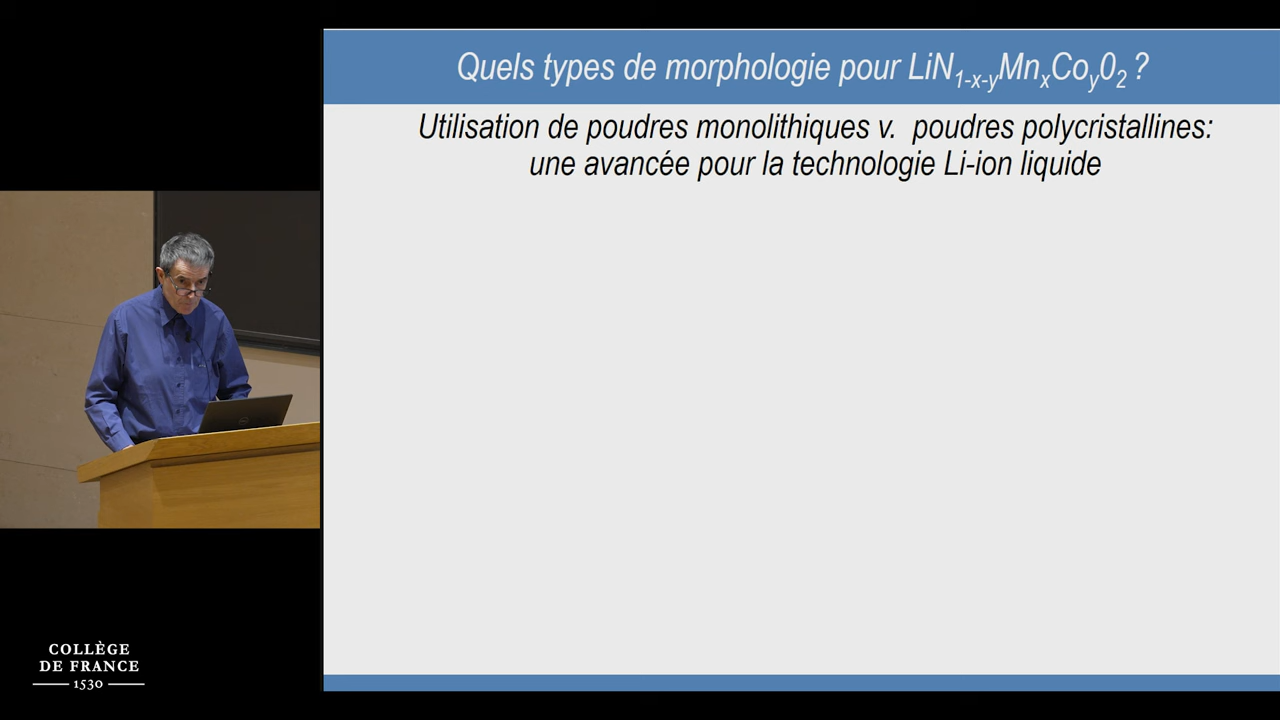 Quels types de morphologie pour LiN1-x-yMnxCoy02 ?
Utilisation de poudres monolithiques v. poudres polycristallines:
une avancée pour la technologie Li-ion liquide
COLLÈGE
DE FRANCE
1530